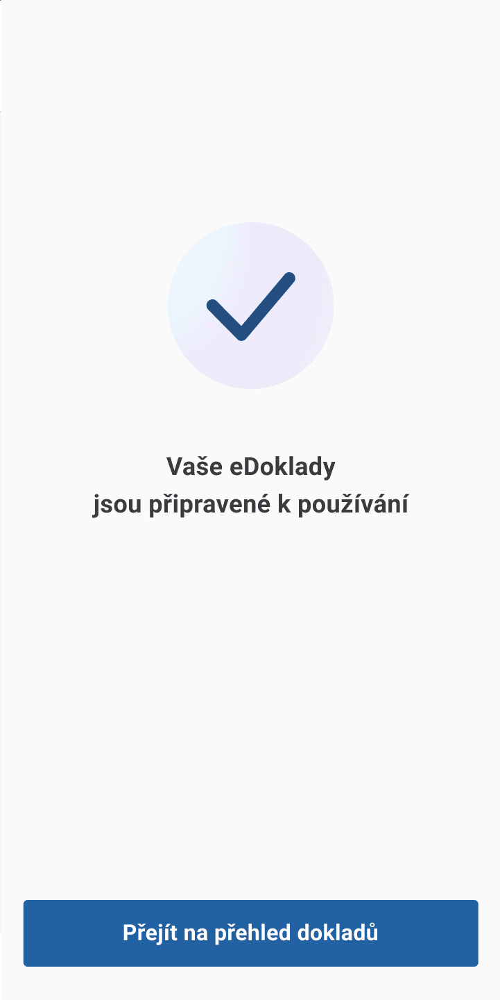 Vaše eDoklady
jsou připravené k používání
Přejít na přehled dokladů